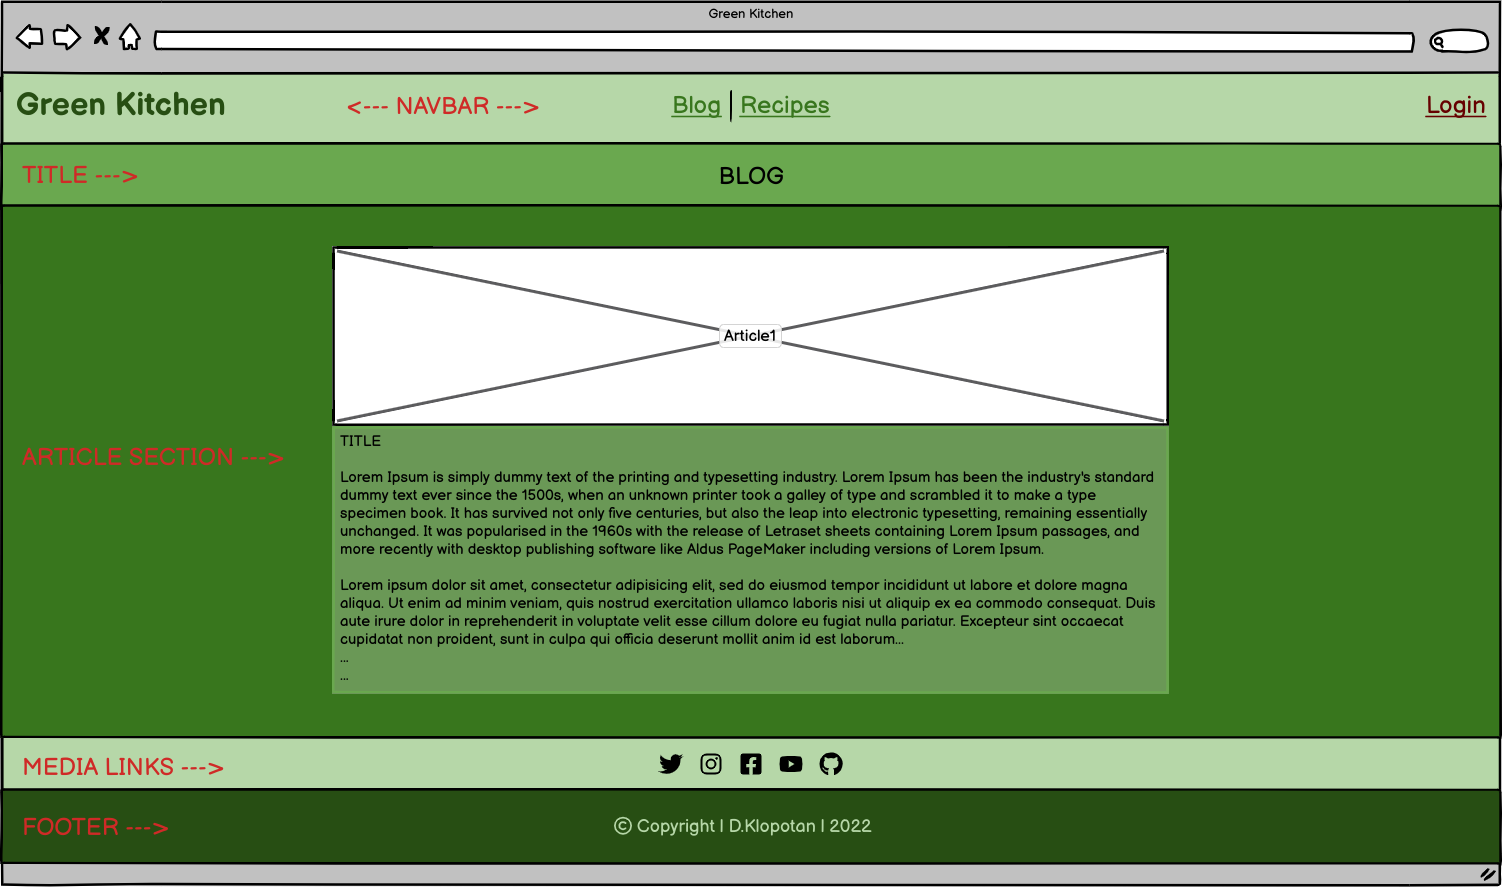 Green Kitchen
Green Kitchen <--- NAVBAR ---> Blog Recipes Login
TITLE ---> BLOG
Article1
TITLE
Lorem Ipsum is simply dummy text of the printing and typesetting industry. Lorem Ipsum has been the industry's standard
dummy text ever since the 1500s, when an unknown printer took a galley of type and scrambled it to make a type
specimen book. It has survived not only five centuries, but also the leap into electronic typesetting, remaining essentially
unchanged. It was popularised in the 1960s with the release of Letraset sheets containing Lorem Ipsum passages, and
more recently with desktop publishing software like Aldus PageMaker including versions of Lorem Ipsum.
ARTICLE SECTION --->
Lorem ipsum dolor sit amet, consectetur adipisicing elit, sed do eiusmod tempor incididunt ut labore et dolore magna
aliqua. Ut enim ad minim veniam, quis nostrud exercitation ullamco laboris nisi ut aliquip ex ea commodo consequat. Duis
aute irure dolor in reprehenderit in voluptate velit esse cillum dolore eu fugiat nulla pariatur. Excepteur sint occaecat
cupidatat non proident, sunt in culpa qui officia deserunt mollit anim id est laborum...
...
...
MEDIA LINKS --->
FOOTER ---> © Copyright | D.Klopotan | 2022